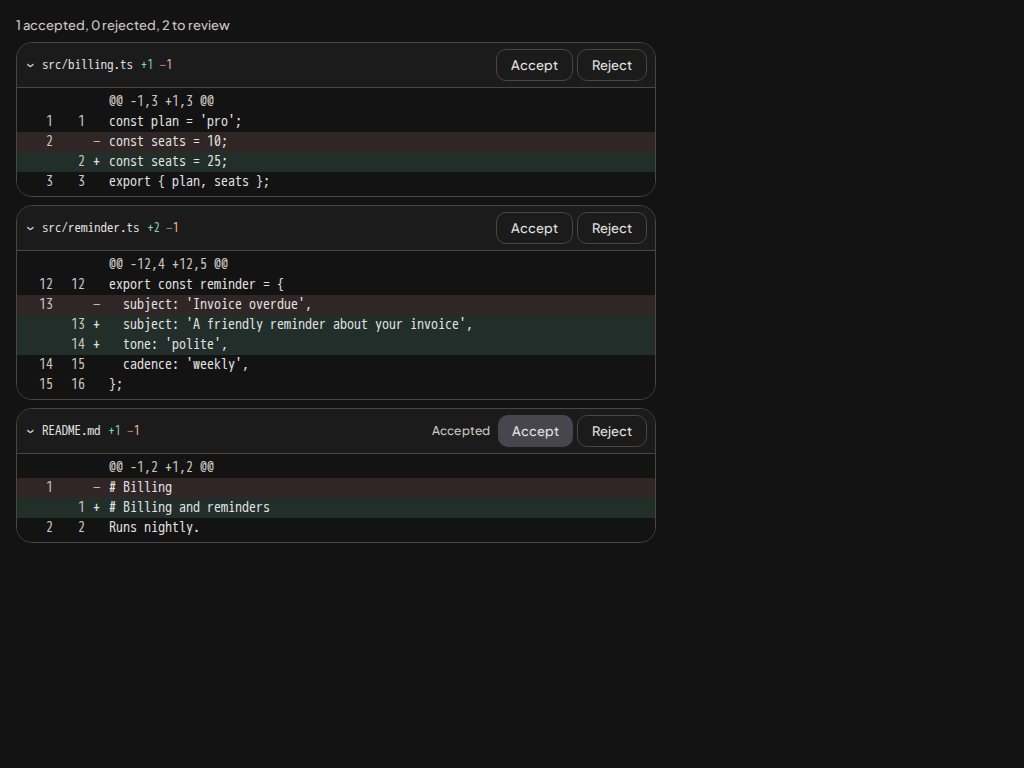 1 accepted, 0 rejected, 2 to review
src/billing.ts +1 −1 Accept Reject
@@ -1,3 +1,3 @@
1 1 const plan = 'pro';
2 − const seats = 10;
2 + const seats = 25;
3 3 export { plan, seats };
src/reminder.ts +2 −1 Accept Reject
@@ -12,4 +12,5 @@
12 12 export const reminder = {
13 − subject: 'Invoice overdue',
13 + subject: 'A friendly reminder about your invoice',
14 + tone: 'polite',
14 15 cadence: 'weekly',
15 16 };
README.md +1 −1 Accepted Accept Reject
@@ -1,2 +1,2 @@
1 − # Billing
1 + # Billing and reminders
2 2 Runs nightly.